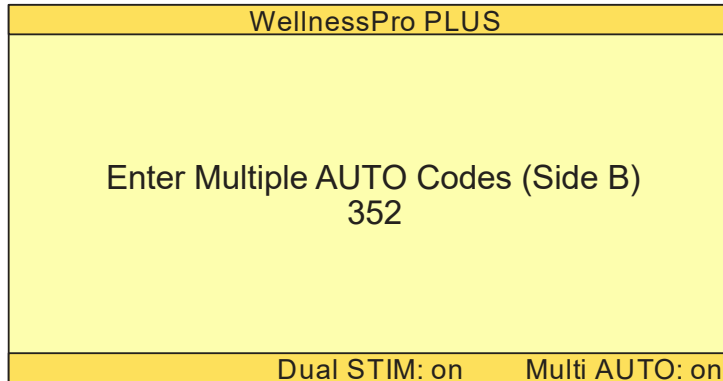 WellnessPro PLUS
Enter Multiple AUTO Codes (Side B)
352
Dual STIM: on Multi AUTO: on